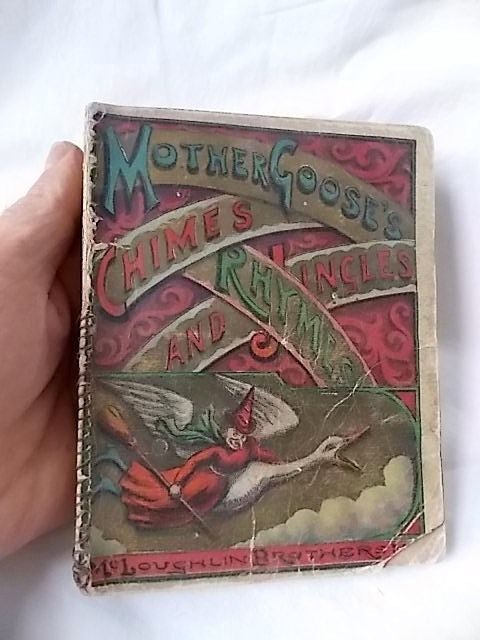 MOTHER GOOSE'S
CHIMES
RHYMES
AND JINGLES
MCLOUGHLIN BROTHERS